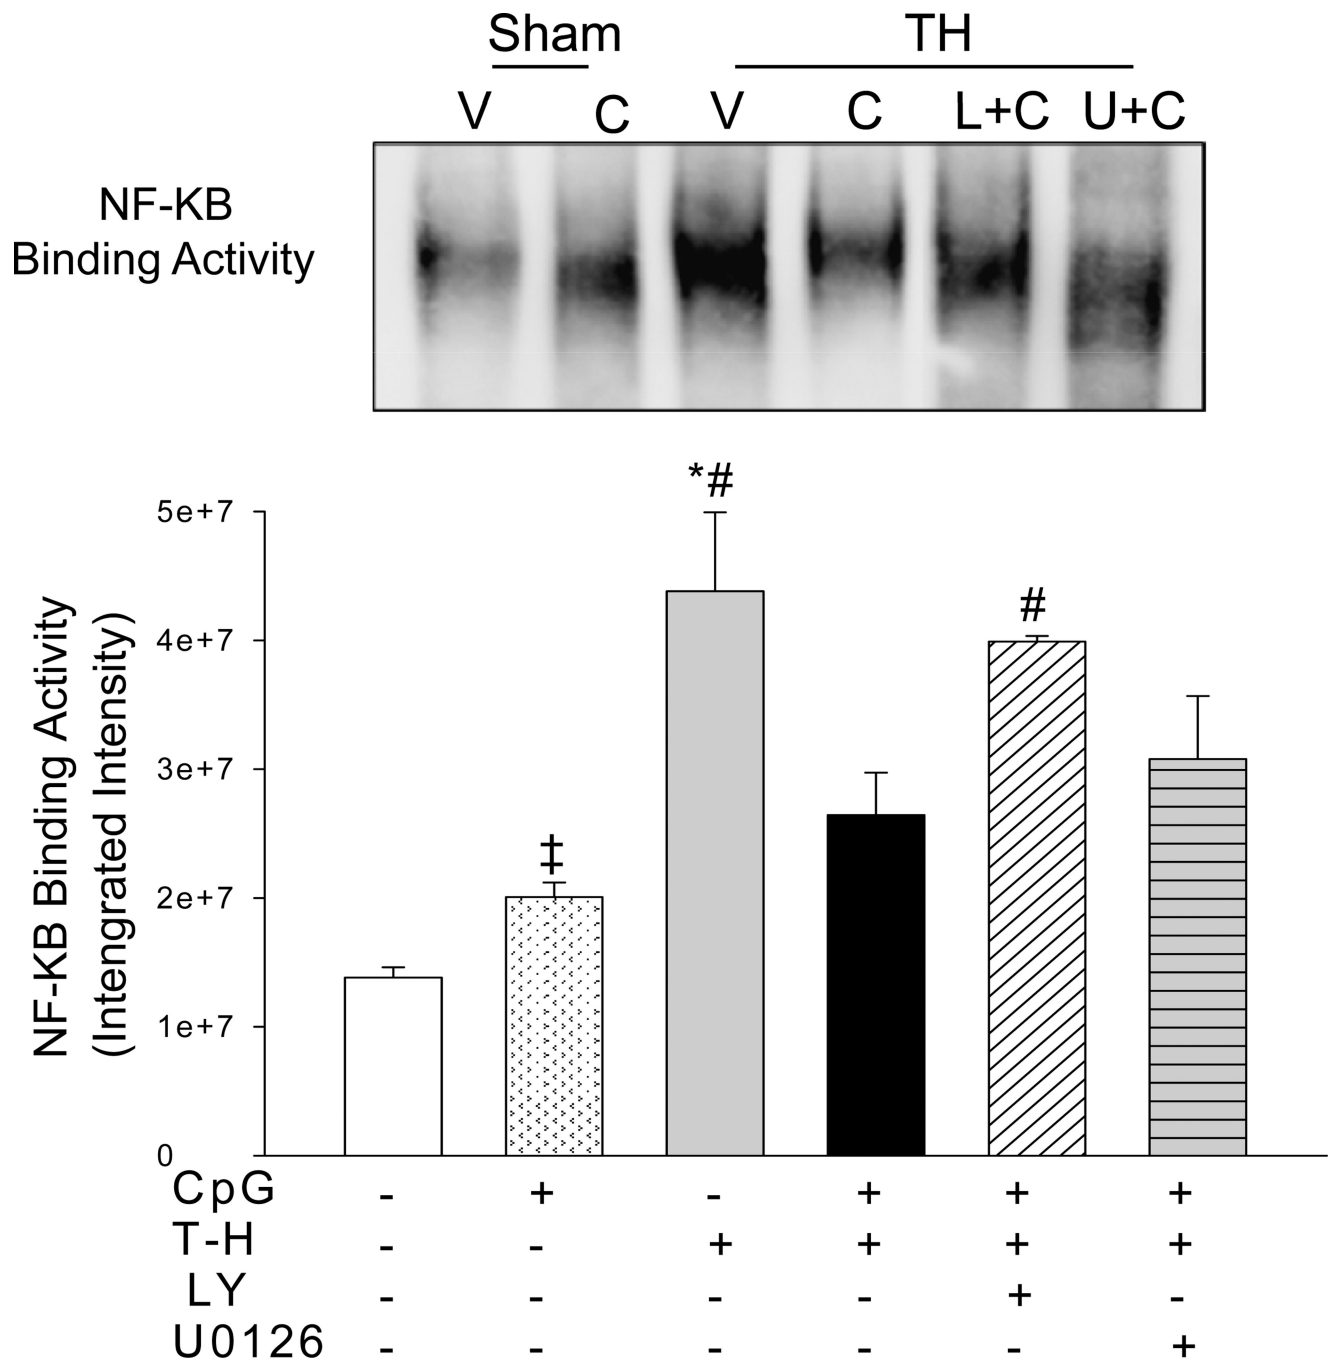 Sham TH
V C V C L+C U+C
NF-KB
Binding Activity
*#
5e+7
#
4e+7
3e+7
‡
2e+7
1e+7
0
NF-KB Binding Activity
(Intengrated Intensity)
CpG - + - + + +
T-H - - + + + +
LY - - - - + -
U0126 - - - - - +